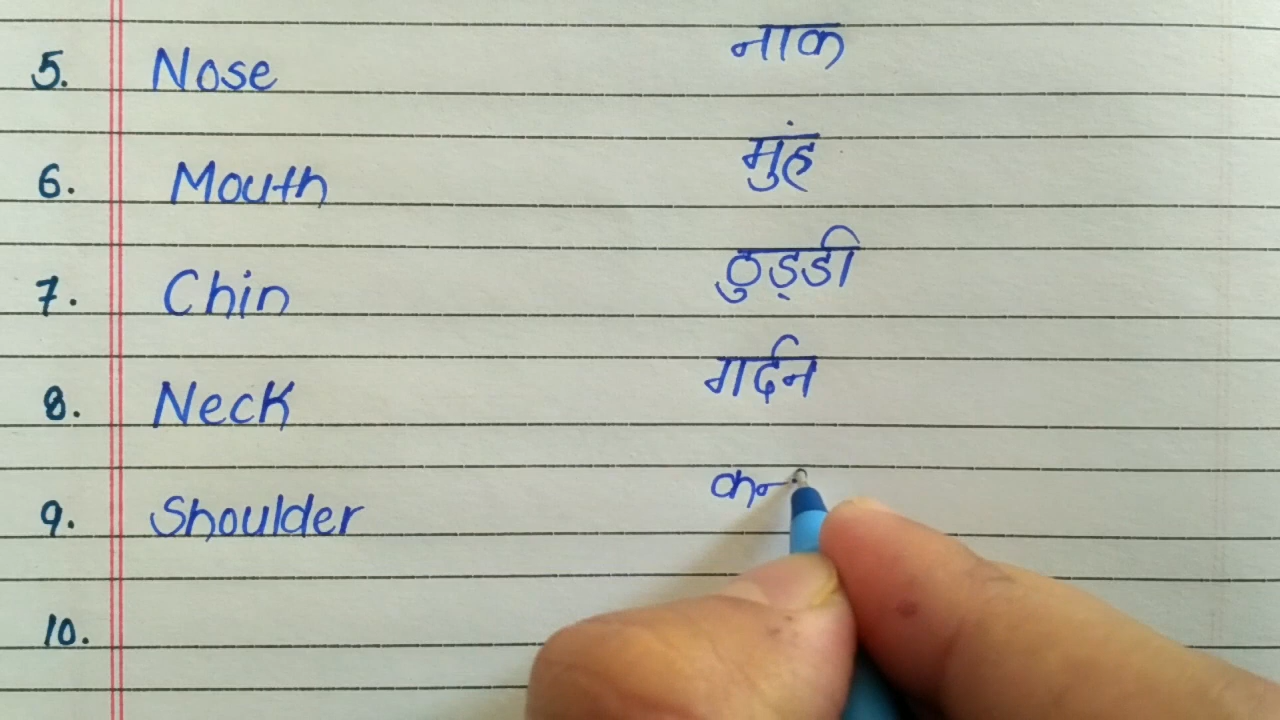 5. Nose नाक
6. Mouth मुंह
7. Chin ठुड्डी
8. Neck गर्दन
9. Shoulder
10.